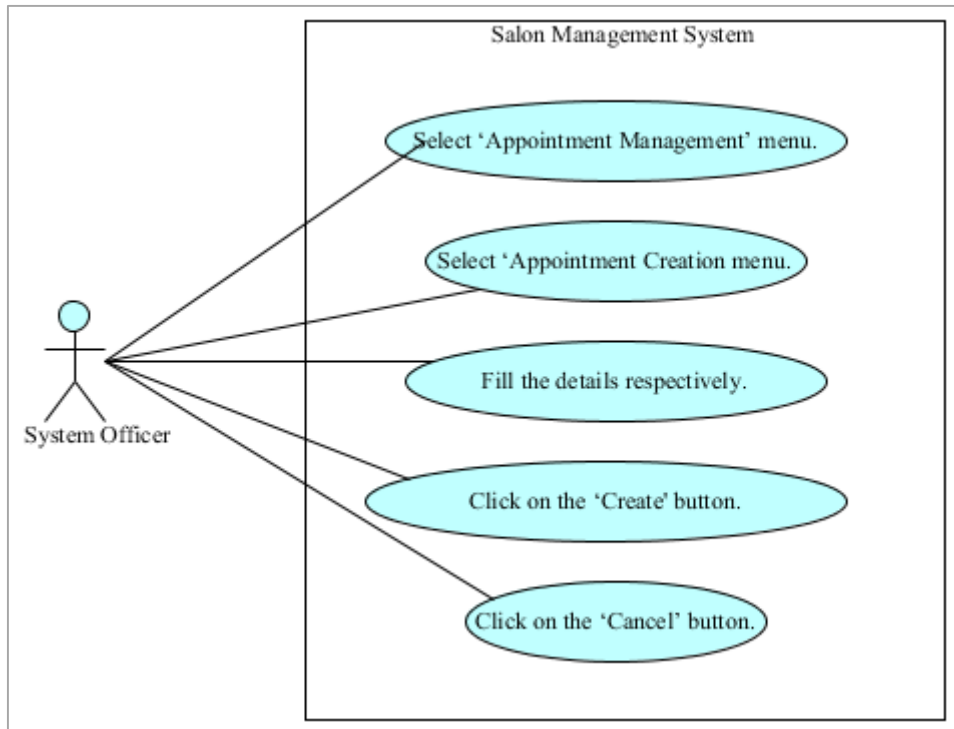 Salon Management System
Select ‘Appointment Management’ menu.
Select ‘Appointment Creation menu.
Fill the details respectively.
System Officer
Click on the ‘Create' button.
Click on the ‘Cancel’ button.